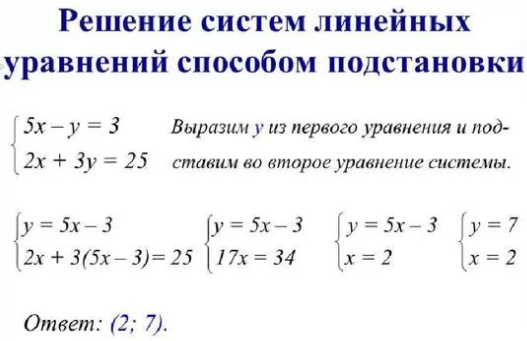 Решение систем линейных
уравнений способом подстановки
5x – y = 3
2x + 3y = 25
Выразим y из первого уравнения и под-
ставим во второе уравнение системы.
y = 5x – 3
2x + 3(5x – 3)= 25
y = 5x – 3
17x = 34
y = 5x – 3
x = 2
y = 7
x = 2
Ответ: (2; 7).